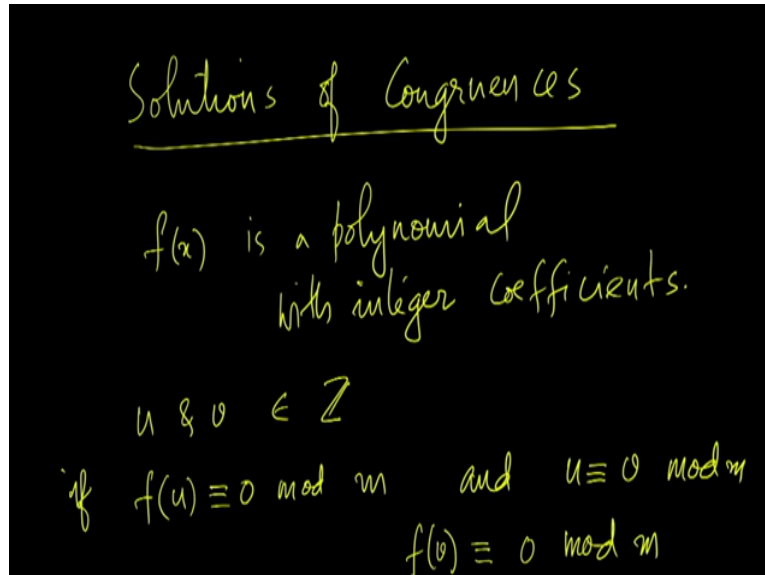 Solutions of Congruences
f(x) is a polynomial
with integer coefficients.
u & v ∈ ℤ
if f(u) ≡ 0 mod m and u ≡ v mod m
f(v) ≡ 0 mod m